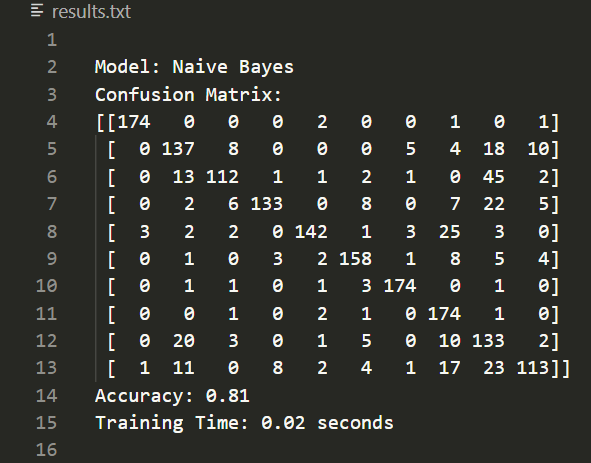 results.txt
1
2 Model: Naive Bayes
3 Confusion Matrix:
4 [[174 0 0 0 2 0 0 1 0 1]
5 [ 0 137 8 0 0 0 5 4 18 10]
6 [ 0 13 112 1 1 2 1 0 45 2]
7 [ 0 2 6 133 0 8 0 7 22 5]
8 [ 3 2 2 0 142 1 3 25 3 0]
9 [ 0 1 0 3 2 158 1 8 5 4]
10 [ 0 1 1 0 1 3 174 0 1 0]
11 [ 0 0 1 0 2 1 0 174 1 0]
12 [ 0 20 3 0 1 5 0 10 133 2]
13 [ 1 11 0 8 2 4 1 17 23 113]]
14 Accuracy: 0.81
15 Training Time: 0.02 seconds
16